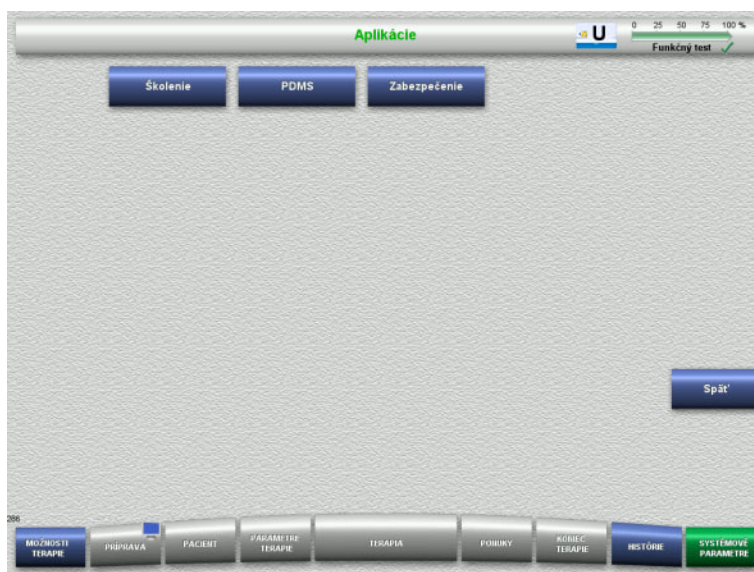 Aplikácie
U
0 25 50 75 100 %
Funkčný test
Školenie
PDMS
Zabezpečenie
Späť
286
MOŽNOSTI
TERAPIE
PRÍPRAVA
PACIENT
PARAMETRE
TERAPIE
TERAPIA
PONUKY
KONIEC
TERAPIE
HISTÓRIE
SYSTÉMOVÉ
PARAMETRE